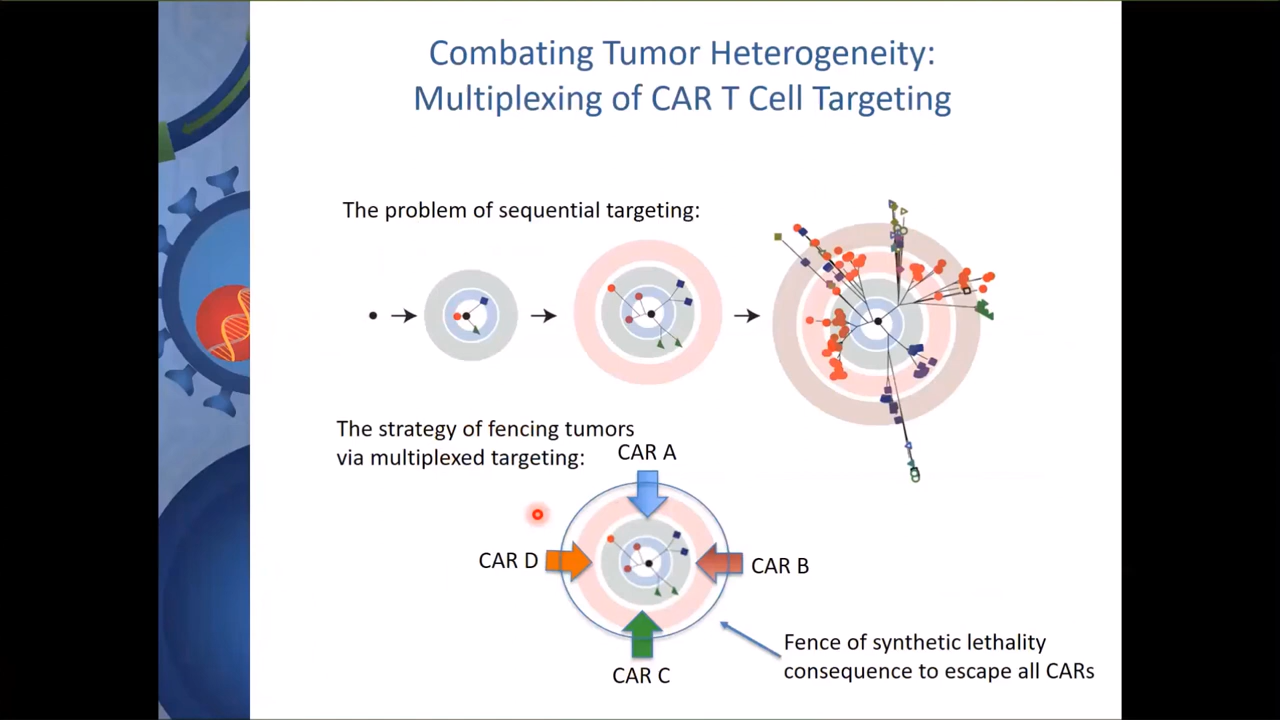 Combating Tumor Heterogeneity:
Multiplexing of CAR T Cell Targeting
The problem of sequential targeting:
The strategy of fencing tumors
via multiplexed targeting:
CAR A
CAR D
CAR B
CAR C
Fence of synthetic lethality
consequence to escape all CARs